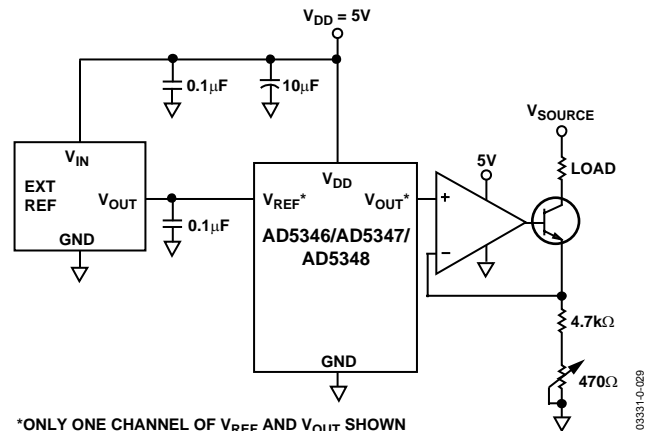 V_DD = 5V
0.1μF
10μF
V_SOURCE
LOAD
5V
EXT
REF
V_IN
V_OUT
GND
0.1μF
V_REF*
V_DD
V_OUT*
AD5346/AD5347/
AD5348
GND
+
–
4.7kΩ
470Ω
*ONLY ONE CHANNEL OF V_REF AND V_OUT SHOWN
03331-0-029